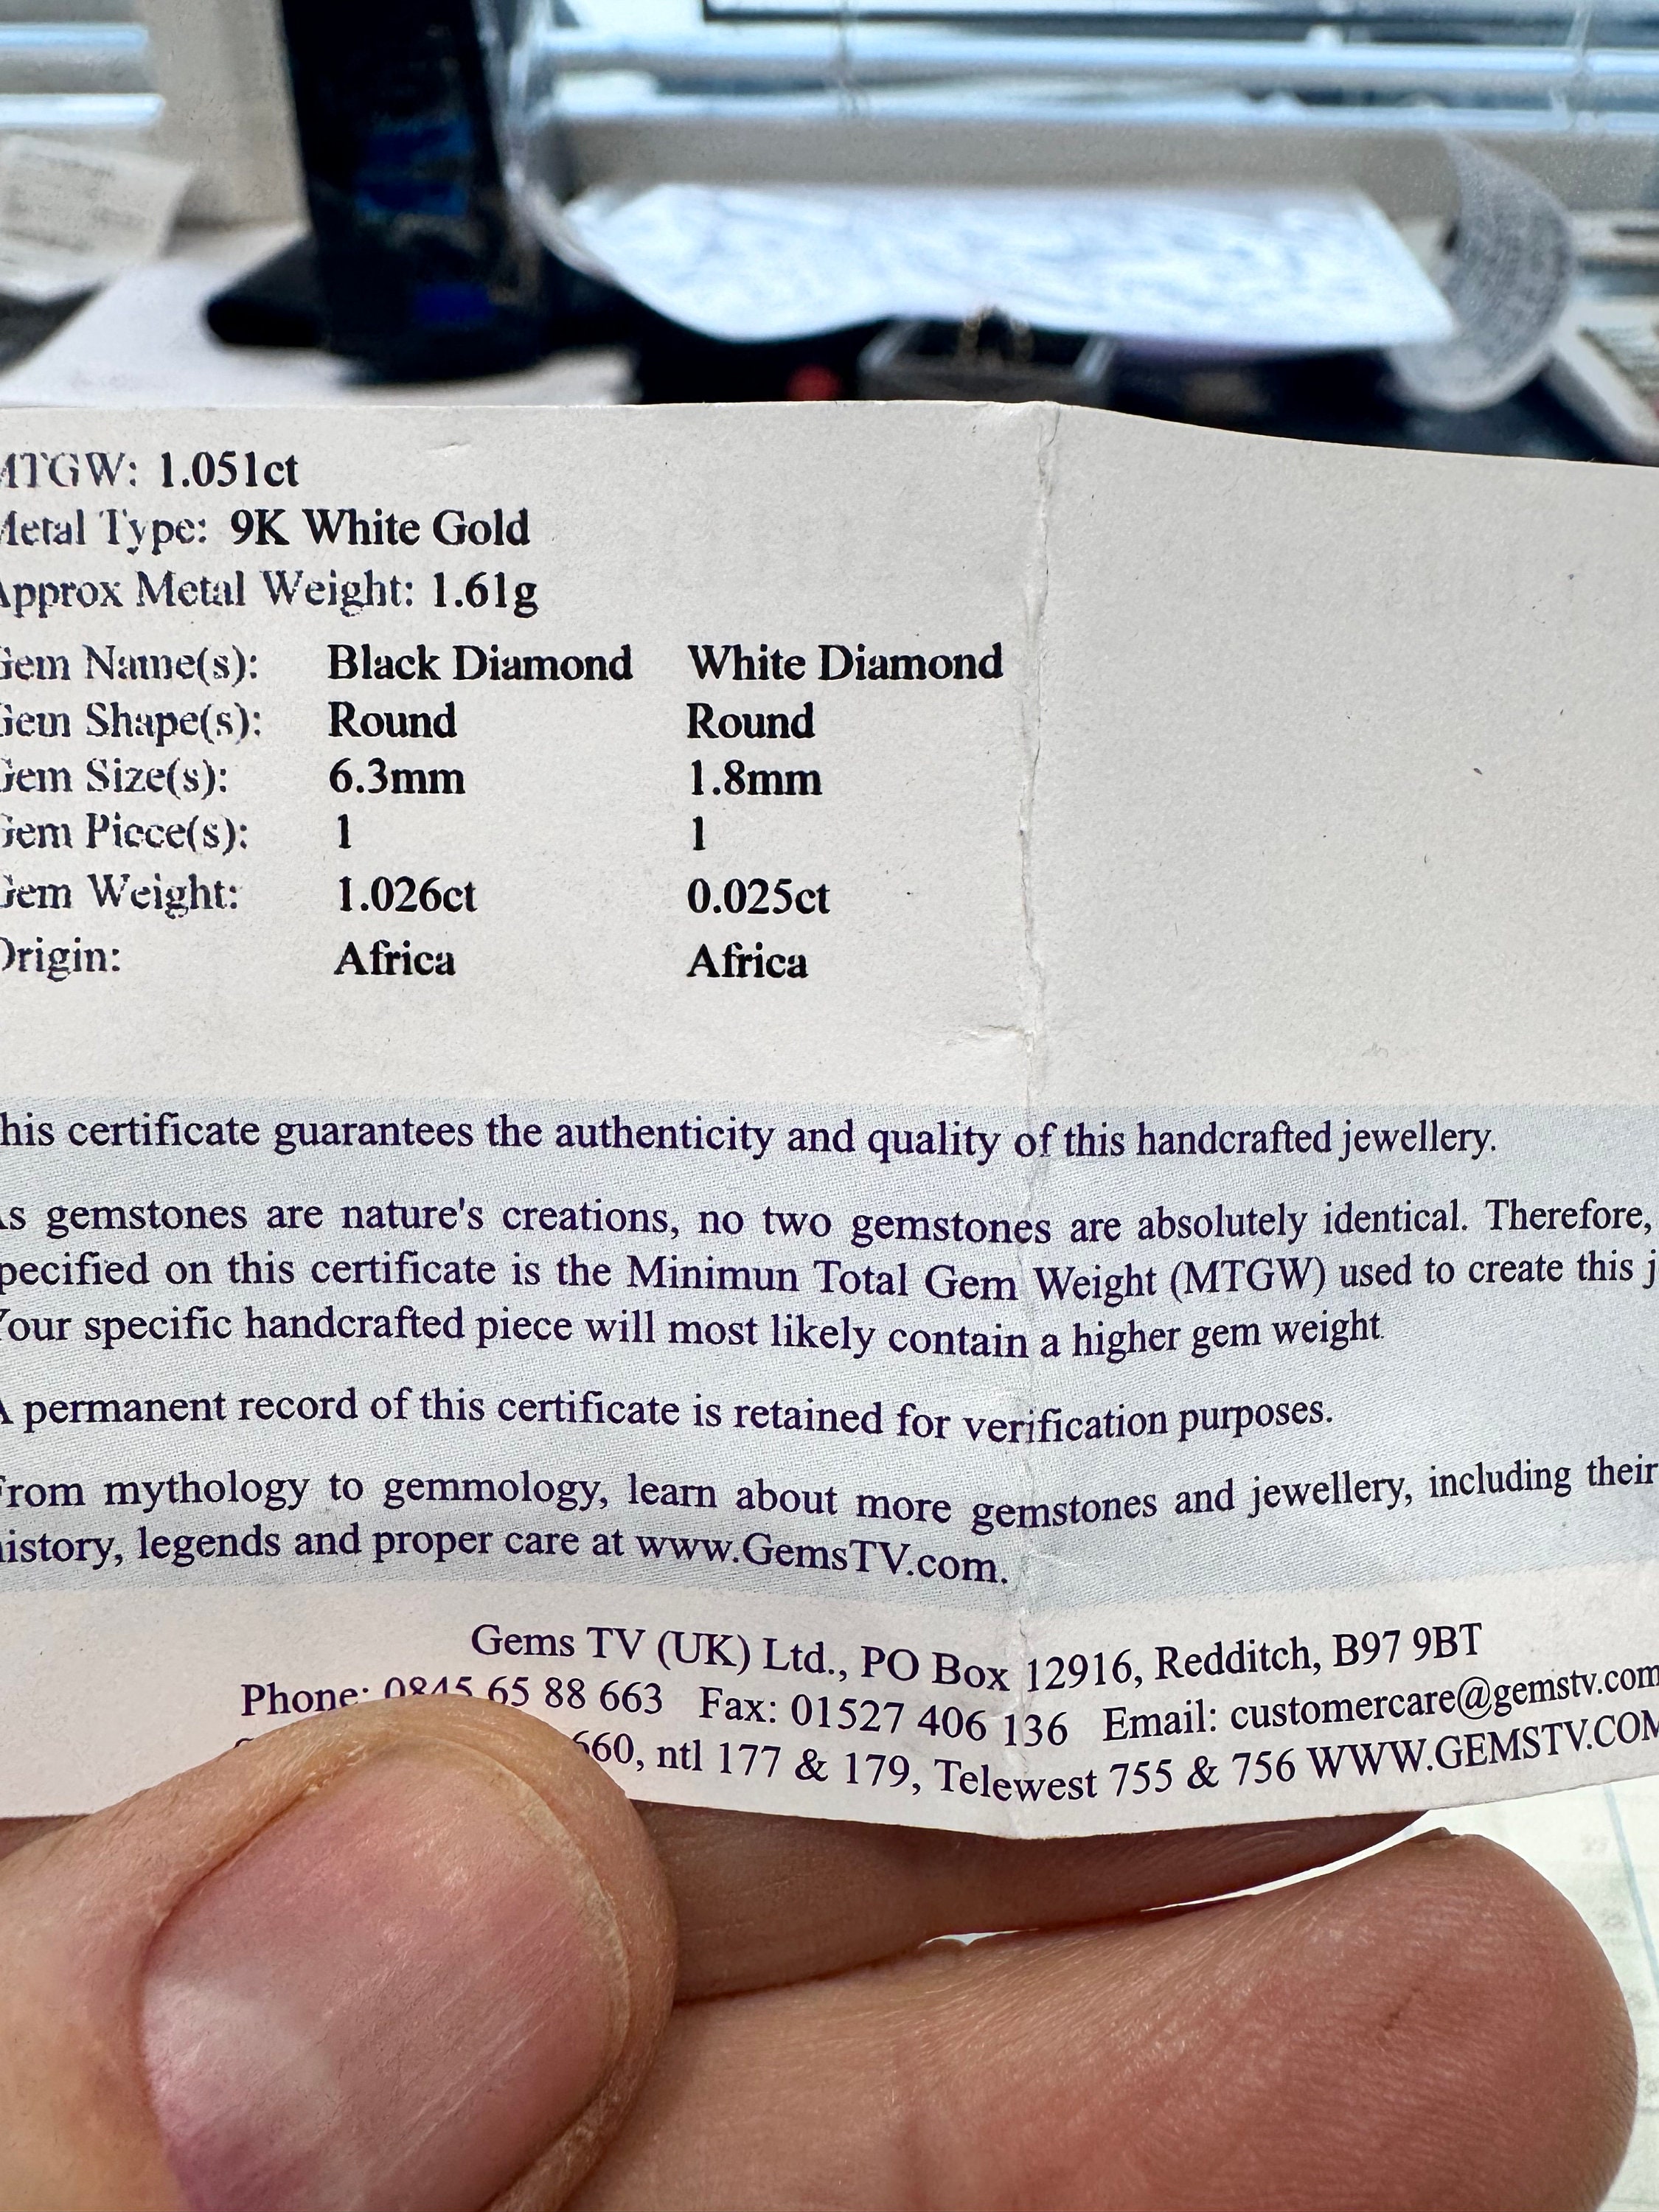 MTGW: 1.051ct
Metal Type: 9K White Gold
Approx Metal Weight: 1.61g
Gem Name(s): Black Diamond White Diamond
Gem Shape(s): Round Round
Gem Size(s): 6.3mm 1.8mm
Gem Piece(s): 1 1
Gem Weight: 1.026ct 0.025ct
Origin: Africa Africa
This certificate guarantees the authenticity and quality of this handcrafted jewellery.
As gemstones are nature's creations, no two gemstones are absolutely identical. Therefore,
specified on this certificate is the Minimun Total Gem Weight (MTGW) used to create this
Your specific handcrafted piece will most likely contain a higher gem weight.
A permanent record of this certificate is retained for verification purposes.
From mythology to gemmology, learn about more gemstones and jewellery, including their
history, legends and proper care at www.GemsTV.com.
Gems TV (UK) Ltd., PO Box 12916, Redditch, B97 9BT
Phone: 0845 65 88 663 Fax: 01527 406 136 Email: customercare@gemstv.com
660, ntl 177 & 179, Telewest 755 & 756 WWW.GEMSTV.COM